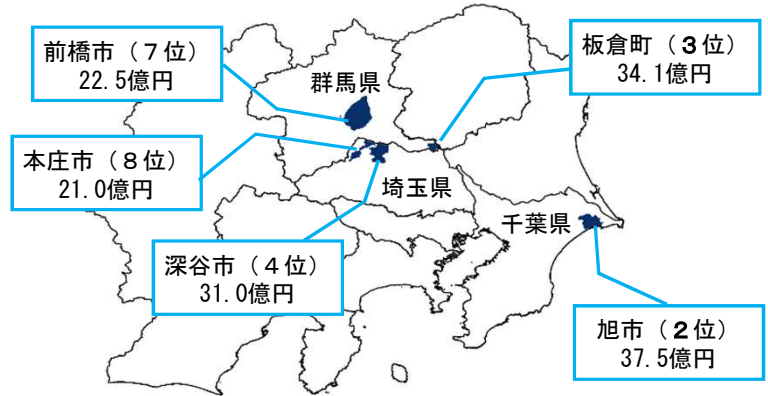 前橋市（７位）
22.5億円
板倉町（３位）
34.1億円
群馬県
本庄市（８位）
21.0億円
埼玉県
千葉県
深谷市（４位）
31.0億円
旭市（２位）
37.5億円